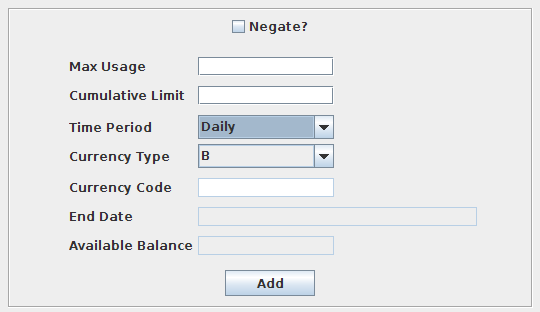 Negate?
Max Usage
Cumulative Limit
Time Period Daily
Currency Type B
Currency Code
End Date
Available Balance
Add